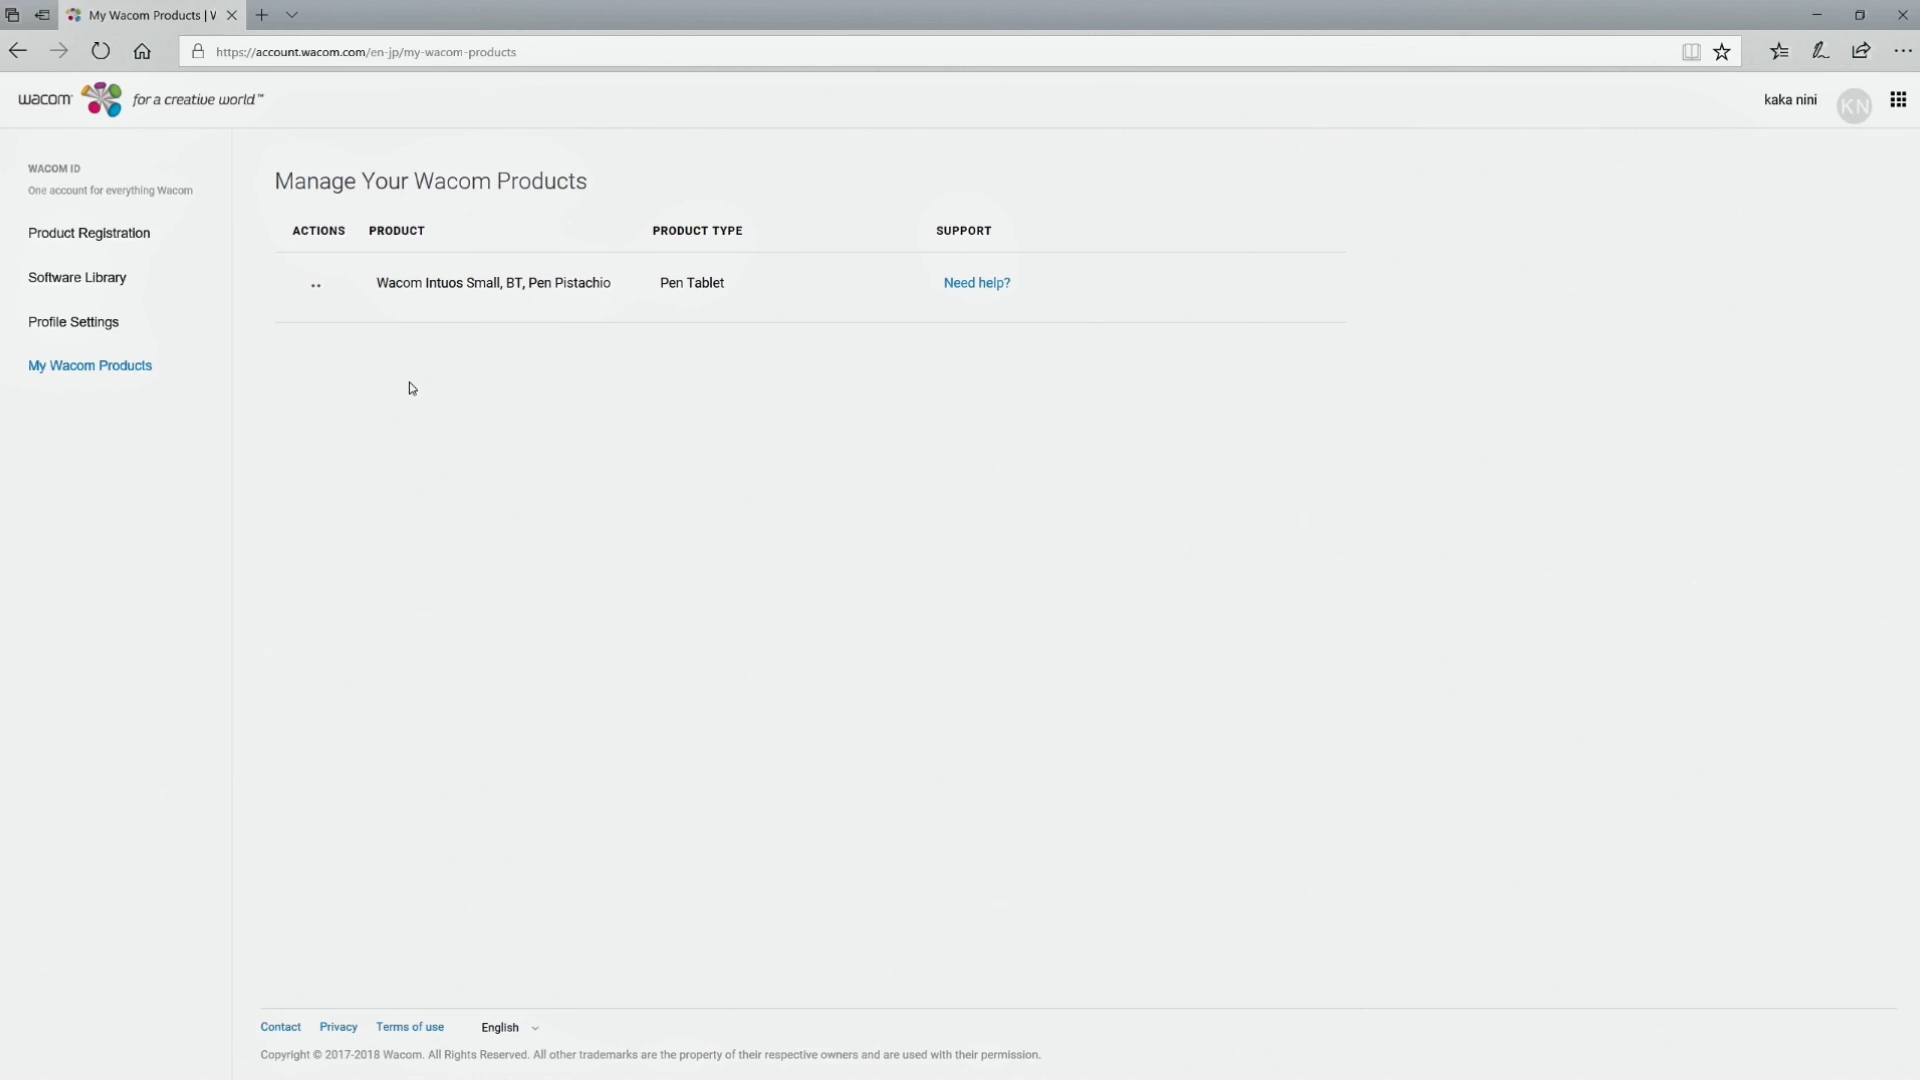 My Wacom Products | W
https://account.wacom.com/en-jp/my-wacom-products
wacom for a creative world™
kaka nini KN
WACOM ID
One account for everything Wacom
Product Registration
Software Library
Profile Settings
My Wacom Products
Manage Your Wacom Products
ACTIONS PRODUCT PRODUCT TYPE SUPPORT
Wacom Intuos Small, BT, Pen Pistachio Pen Tablet Need help?
Contact Privacy Terms of use English
Copyright © 2017-2018 Wacom. All Rights Reserved. All other trademarks are the property of their respective owners and are used with their permission.